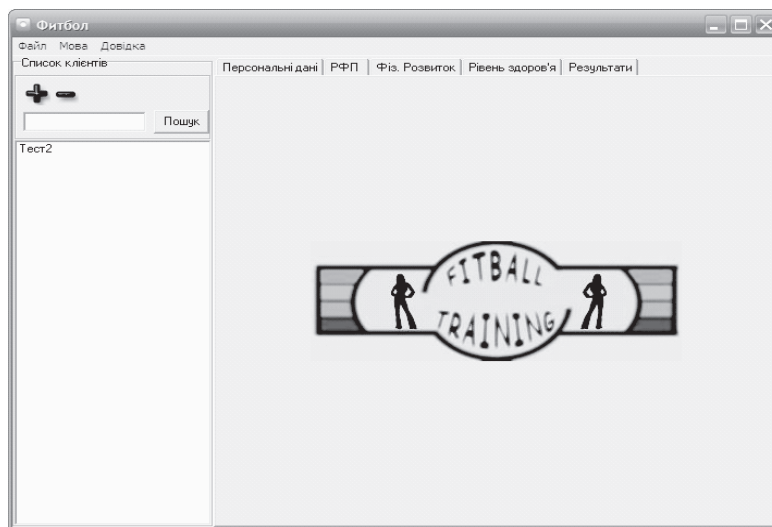 Фитбол
Файл Мова Довідка
Список клієнтів
Персональні дані РФП Фіз. Розвиток Рівень здоров'я Результати
Пошук
Тест2
FITBALL
TRAINING